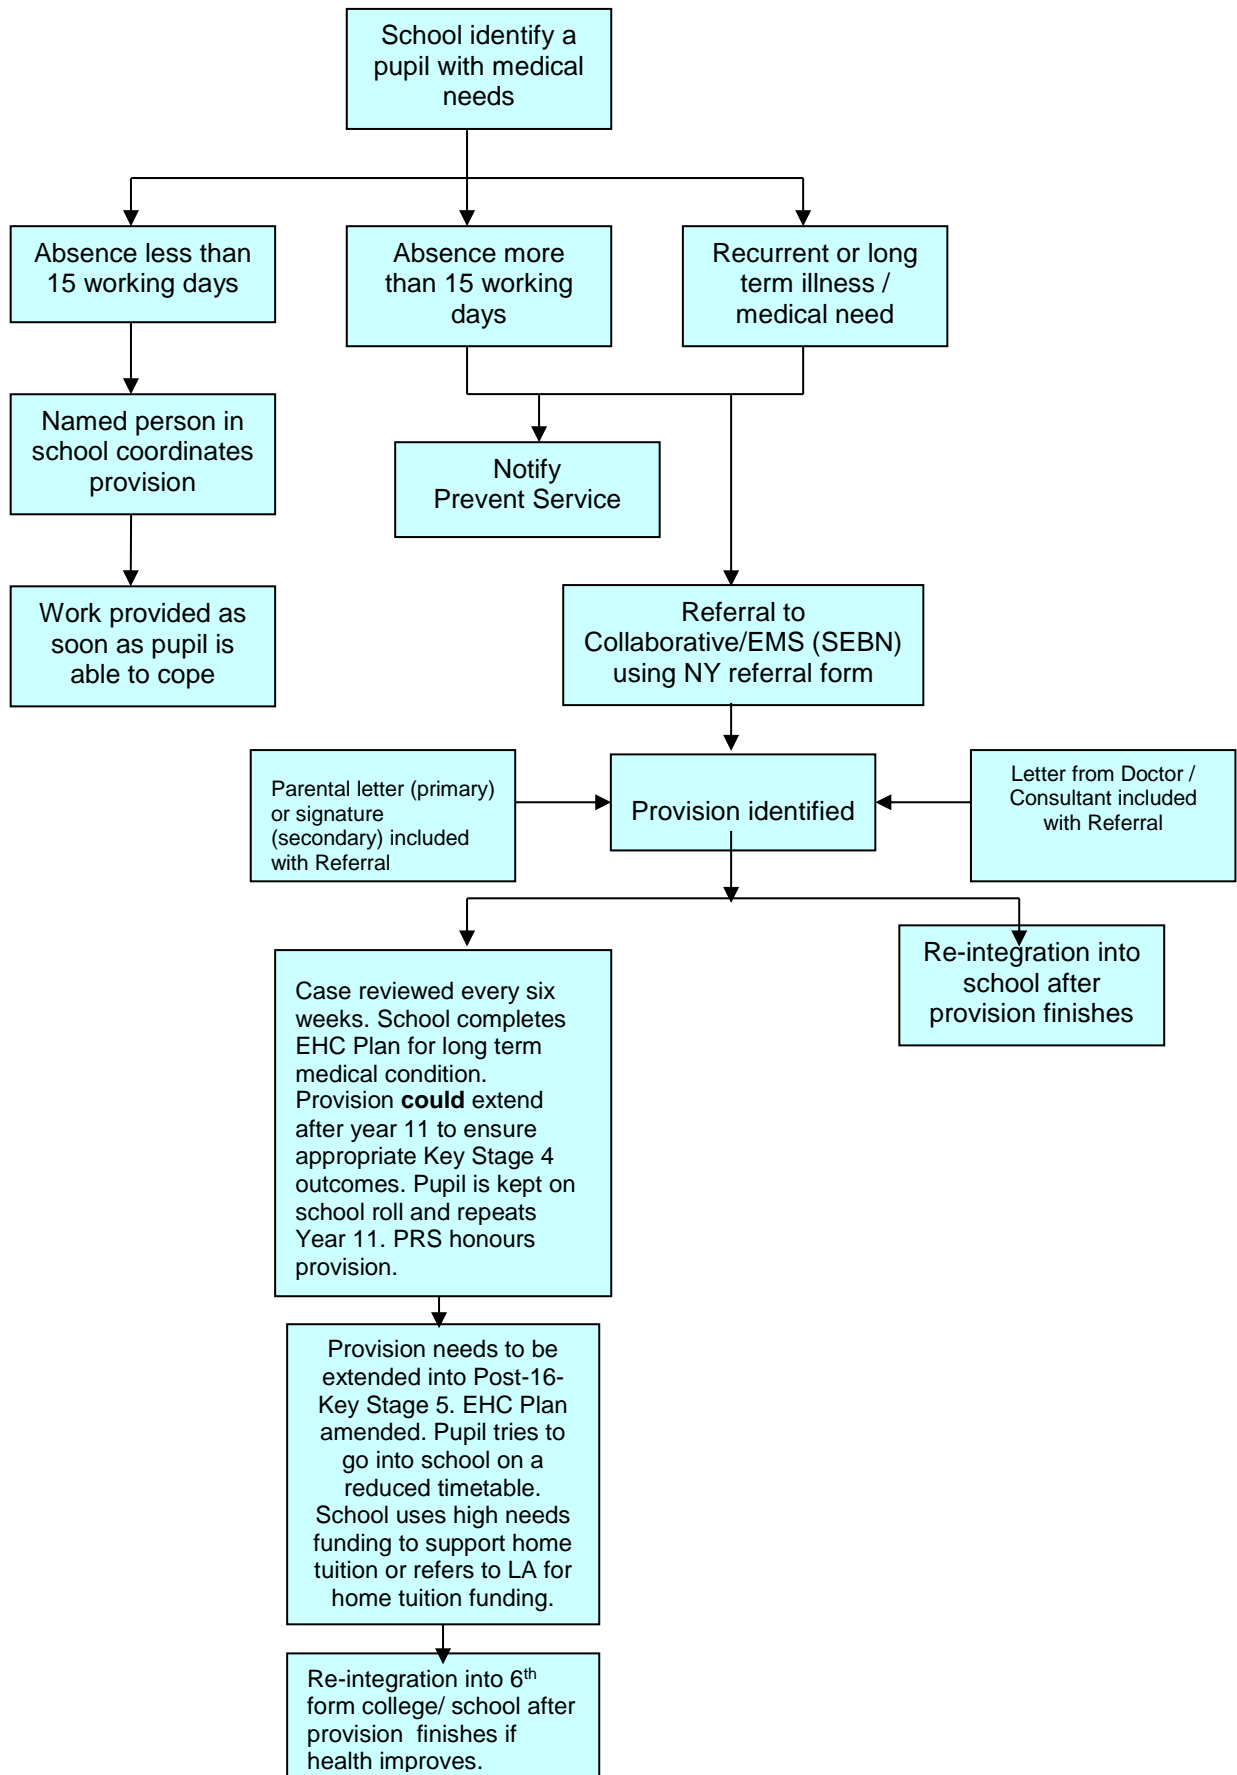 School identify a
pupil with medical
needs
Absence less than
15 working days
Absence more
than 15 working
days
Recurrent or long
term illness /
medical need
Named person in
school coordinates
provision
Notify
Prevent Service
Work provided as
soon as pupil is
able to cope
Referral to
Collaborative/EMS (SEBN)
using NY referral form
Parental letter (primary)
or signature
(secondary) included
with Referral
Provision identified
Letter from Doctor /
Consultant included
with Referral
Case reviewed every six
weeks. School completes
EHC Plan for long term
medical condition.
Provision could extend
after year 11 to ensure
appropriate Key Stage 4
outcomes. Pupil is kept on
school roll and repeats
Year 11. PRS honours
provision.
Re-integration into
school after
provision finishes
Provision needs to be
extended into Post-16-
Key Stage 5. EHC Plan
amended. Pupil tries to
go into school on a
reduced timetable.
School uses high needs
funding to support home
tuition or refers to LA for
home tuition funding.
Re-integration into 6th
form college/ school after
provision finishes if
health improves.